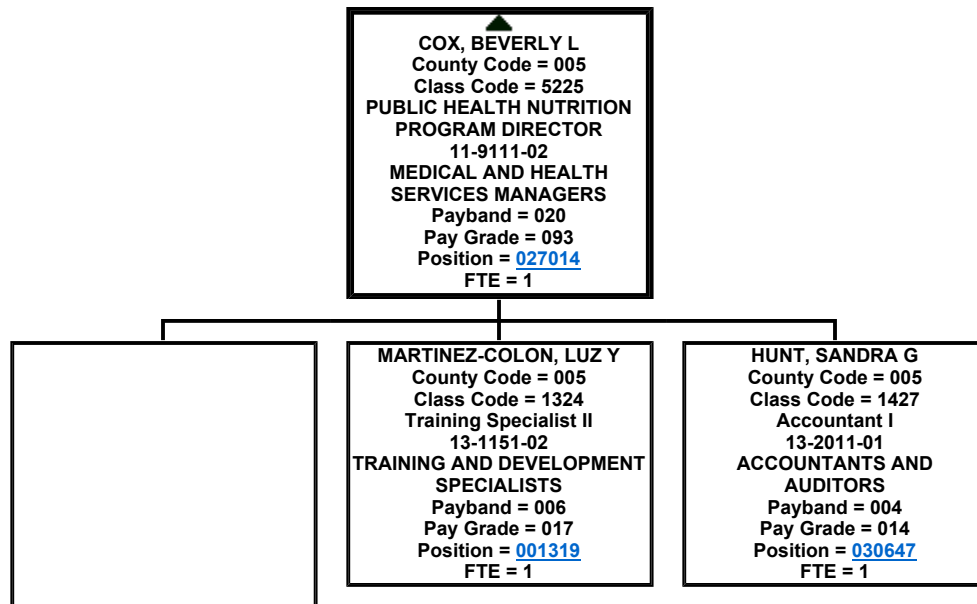 COX, BEVERLY L
County Code = 005
Class Code = 5225
PUBLIC HEALTH NUTRITION
PROGRAM DIRECTOR
11-9111-02
MEDICAL AND HEALTH
SERVICES MANAGERS
Payband = 020
Pay Grade = 093
Position = 027014
FTE = 1
MARTINEZ-COLON, LUZ Y
County Code = 005
Class Code = 1324
Training Specialist II
13-1151-02
TRAINING AND DEVELOPMENT
SPECIALISTS
Payband = 006
Pay Grade = 017
Position = 001319
FTE = 1
HUNT, SANDRA G
County Code = 005
Class Code = 1427
Accountant I
13-2011-01
ACCOUNTANTS AND
AUDITORS
Payband = 004
Pay Grade = 014
Position = 030647
FTE = 1